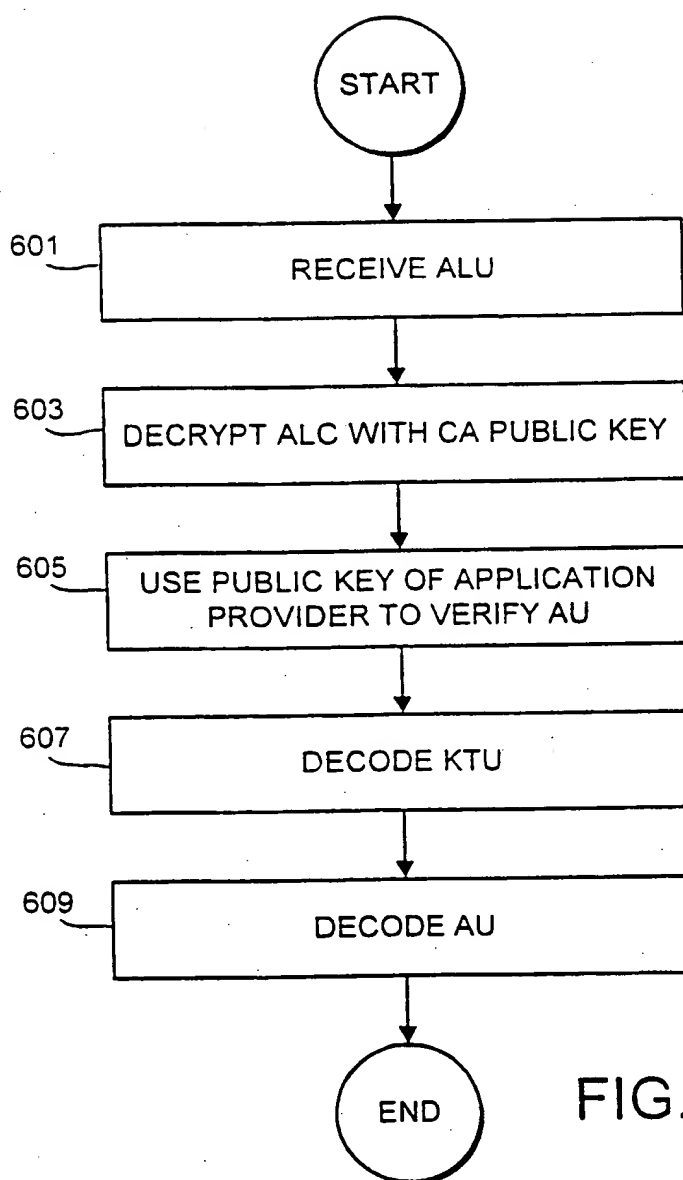 START
601
RECEIVE ALU
603
DECRYPT ALC WITH CA PUBLIC KEY
605
USE PUBLIC KEY OF APPLICATION
PROVIDER TO VERIFY AU
607
DECODE KTU
609
DECODE AU
END
FIG.